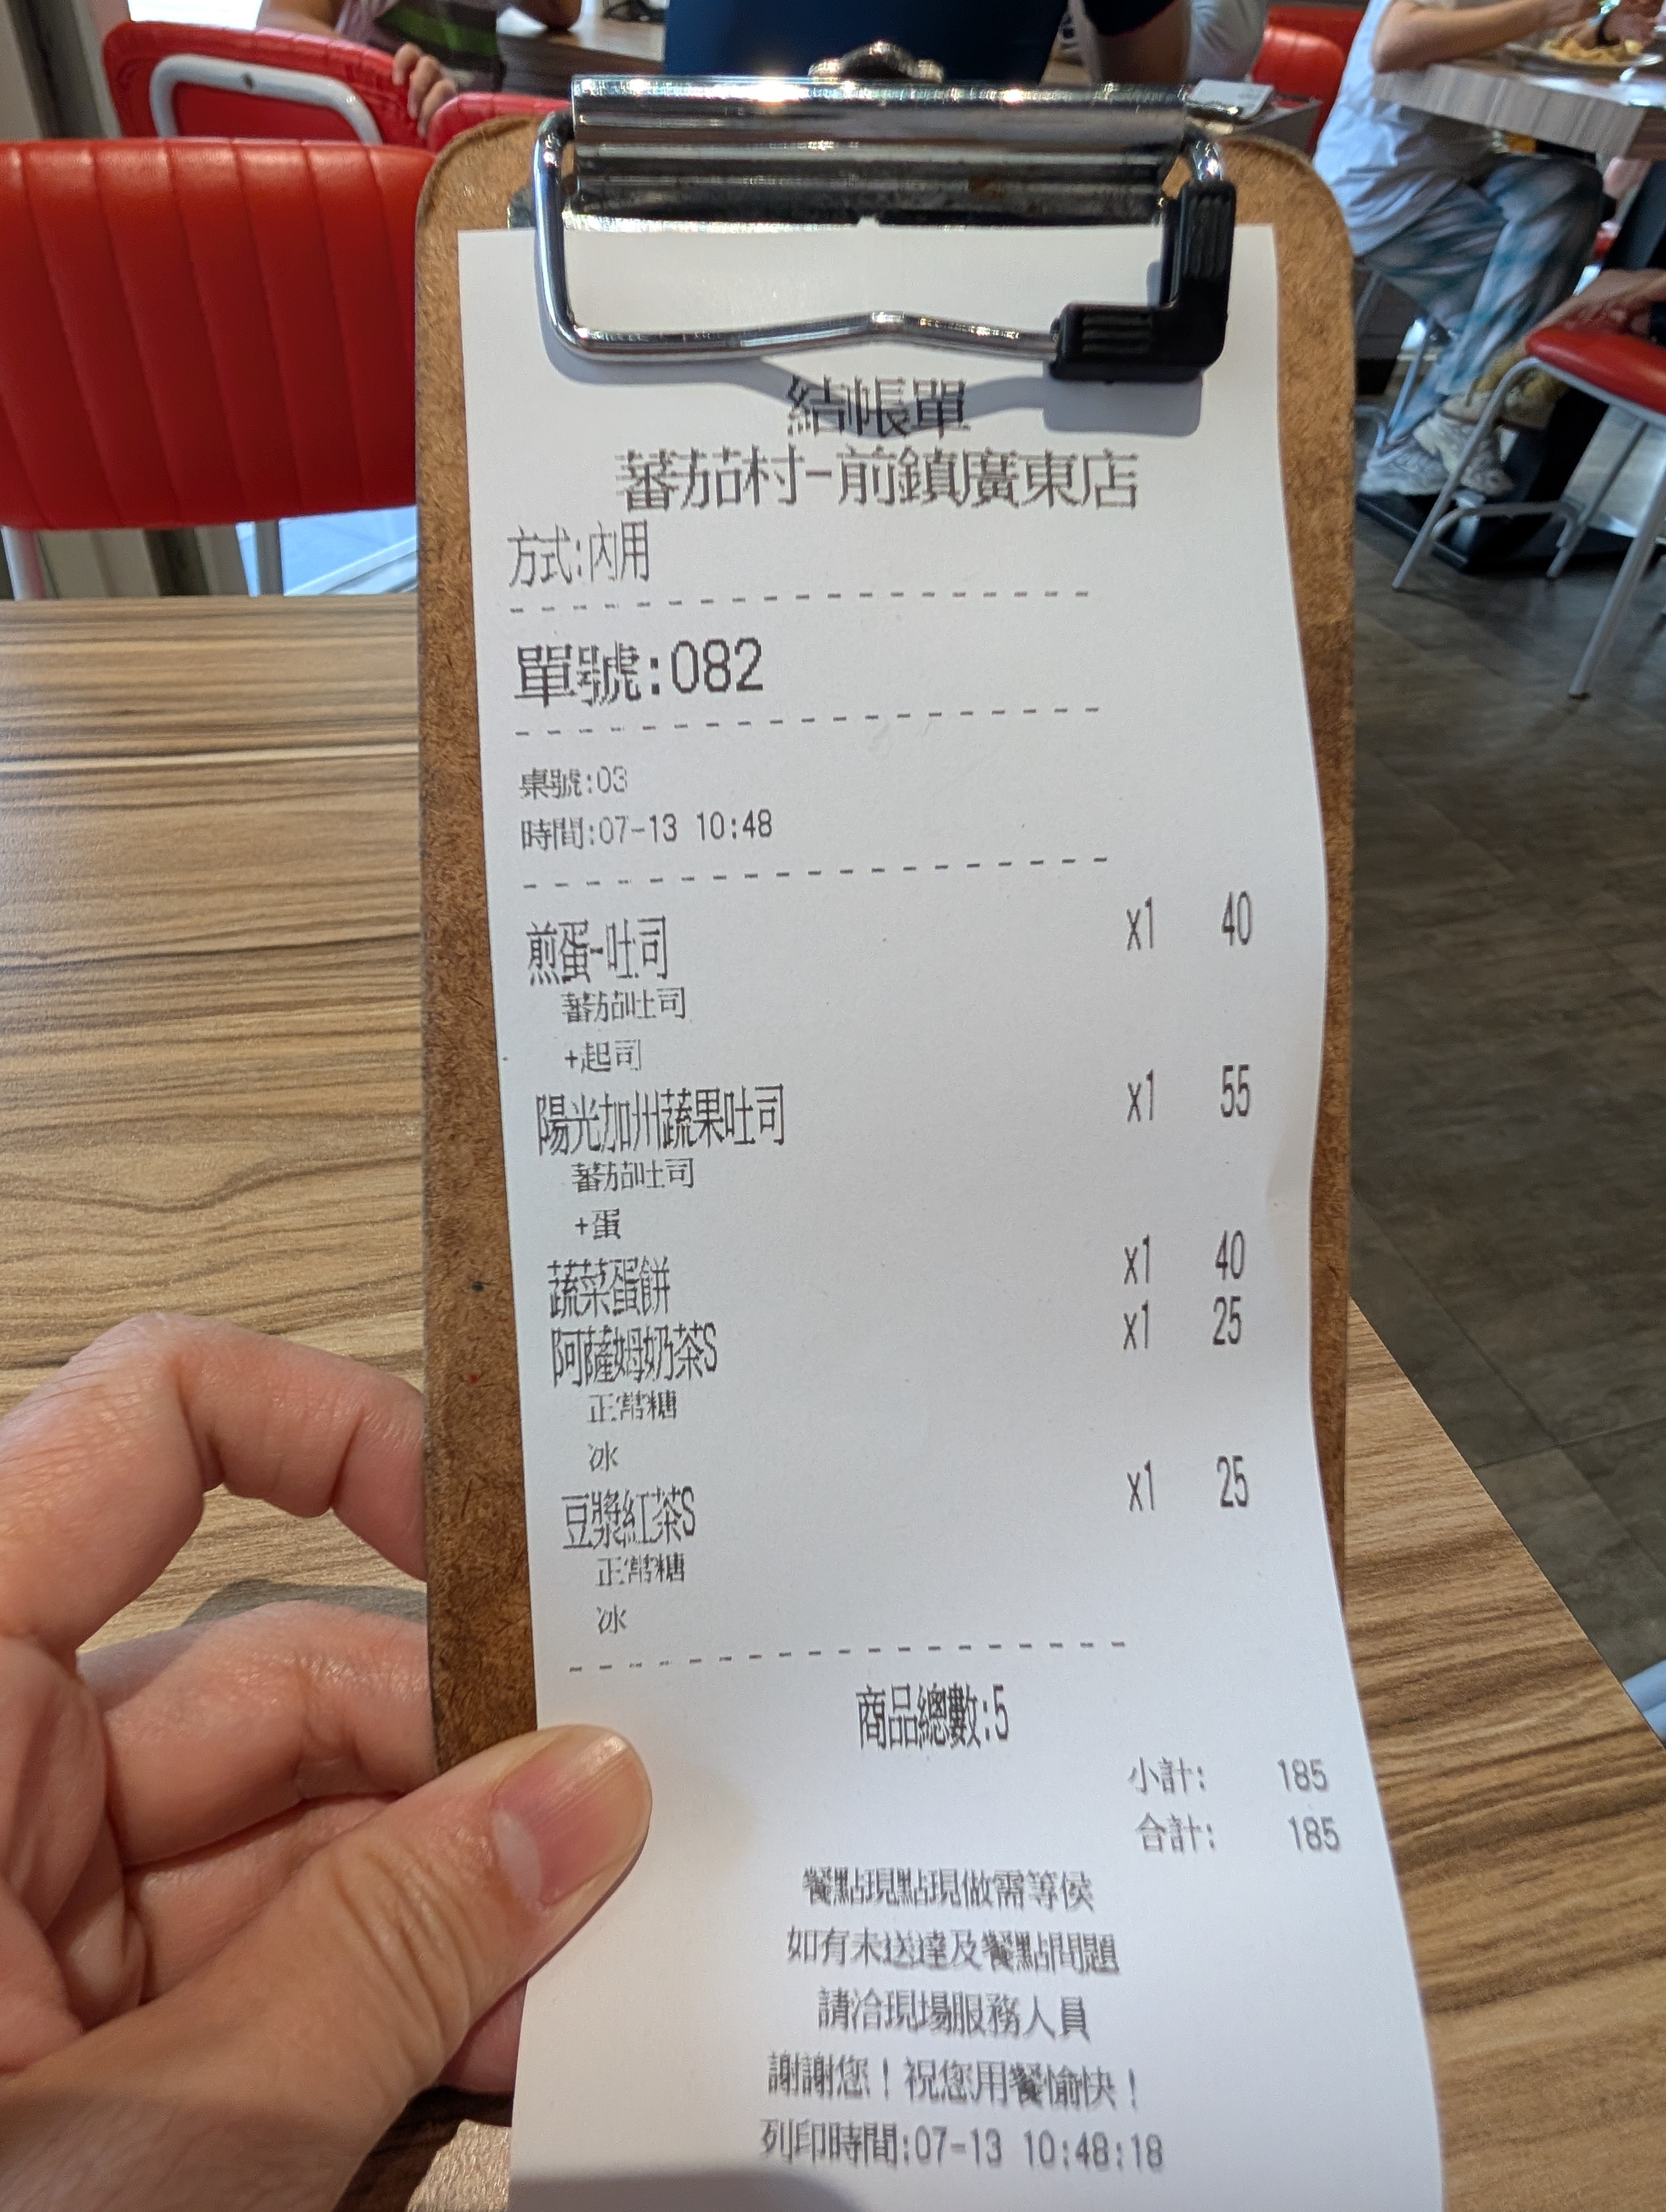 結帳單
蕃茄村-前鎮廣東店
方式:內用
單號:082
桌號:03
時間:07-13 10:48
煎蛋-吐司 x1 40
蕃茄吐司
+起司
陽光加州蔬果吐司 x1 55
蕃茄吐司
+蛋
蔬菜蛋餅 x1 40
阿薩姆奶茶S x1 25
正常糖
冰
豆漿紅茶S x1 25
正常糖
冰
商品總數:5
小計: 185
合計: 185
餐點現點現做需等侯
如有未送達及餐點問題
請洽現場服務人員
謝謝您！祝您用餐愉快！
列印時間:07-13 10:48:18